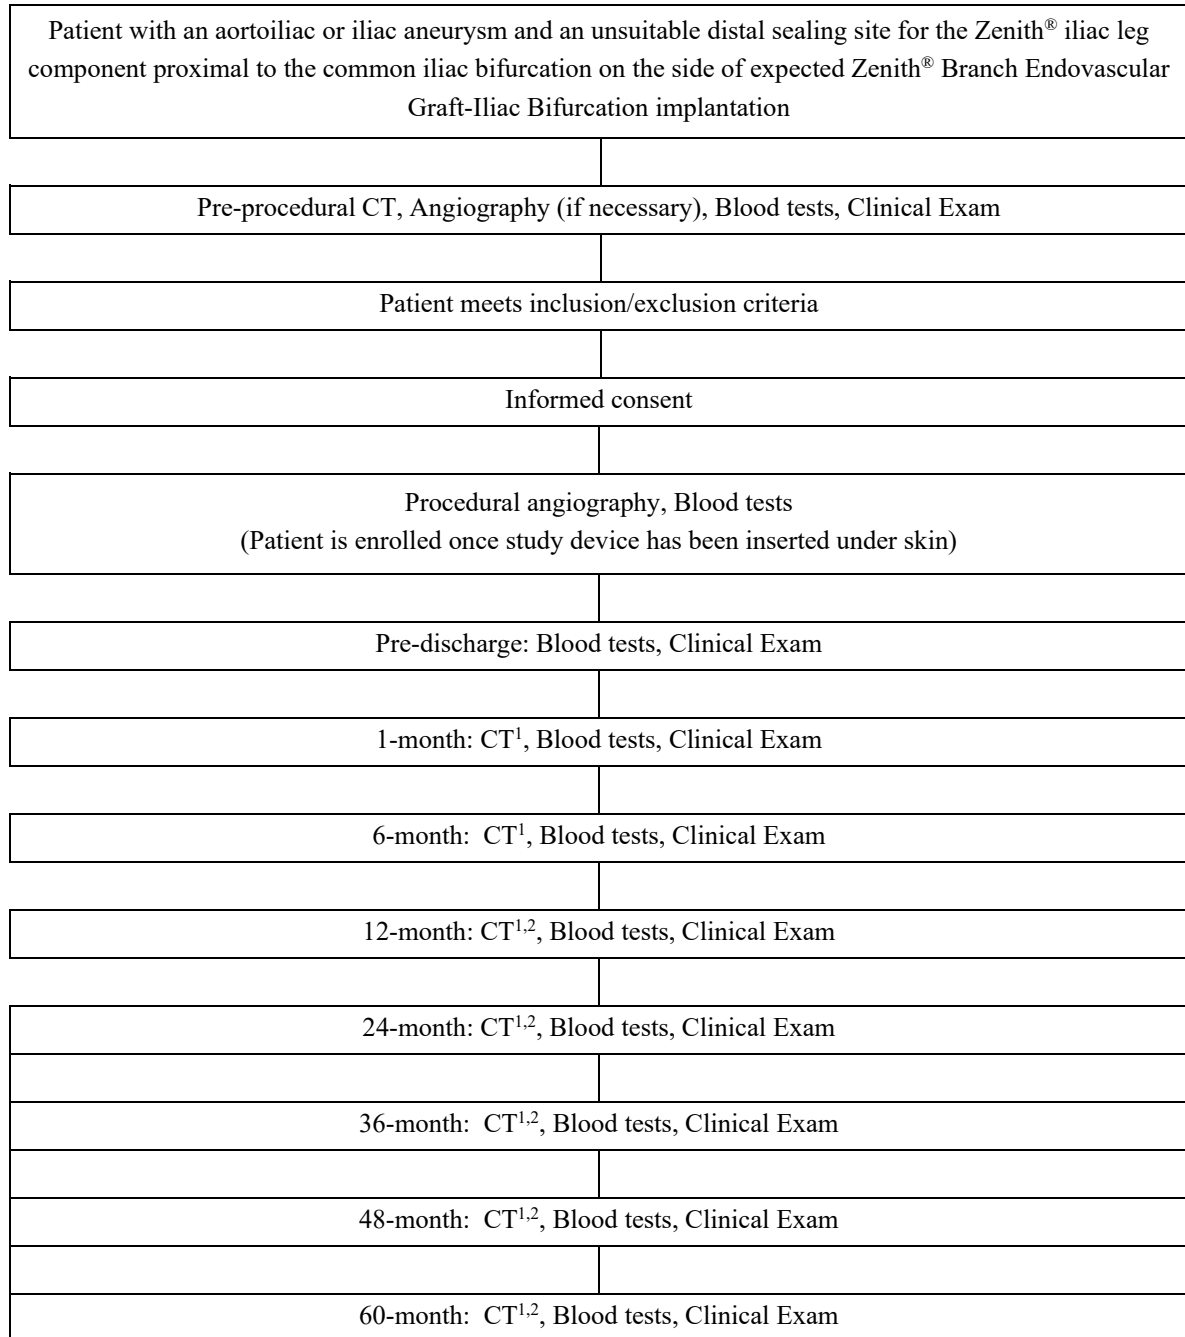 Patient with an aortoiliac or iliac aneurysm and an unsuitable distal sealing site for the Zenith® iliac leg
component proximal to the common iliac bifurcation on the side of expected Zenith® Branch Endovascular
Graft-Iliac Bifurcation implantation
Pre-procedural CT, Angiography (if necessary), Blood tests, Clinical Exam
Patient meets inclusion/exclusion criteria
Informed consent
Procedural angiography, Blood tests
(Patient is enrolled once study device has been inserted under skin)
Pre-discharge: Blood tests, Clinical Exam
1-month: CT¹, Blood tests, Clinical Exam
6-month:  CT¹, Blood tests, Clinical Exam
12-month: CT¹,², Blood tests, Clinical Exam
24-month: CT¹,², Blood tests, Clinical Exam
36-month:  CT¹,², Blood tests, Clinical Exam
48-month:  CT¹,², Blood tests, Clinical Exam
60-month:  CT¹,², Blood tests, Clinical Exam